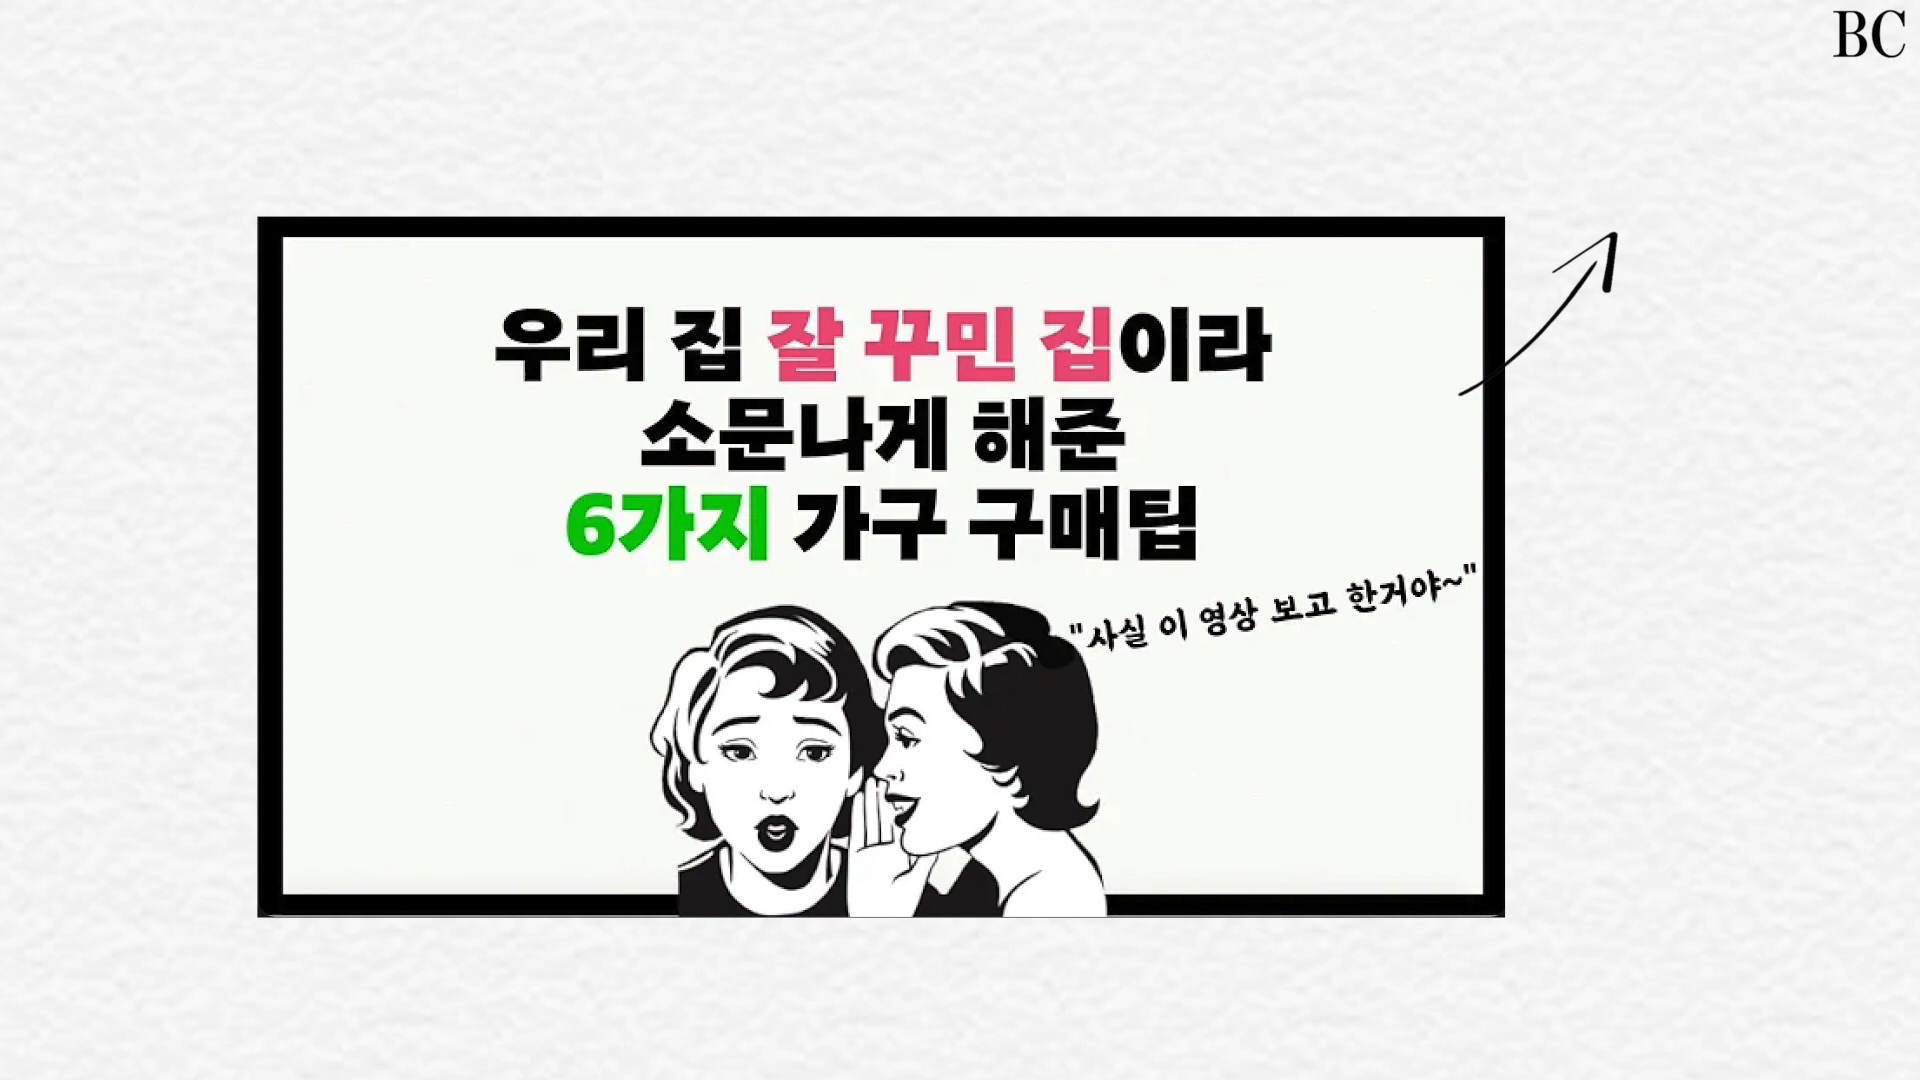 BC
우리 집 잘 꾸민 집이라
소문나게 해준
6가지 가구 구매팁
"사실 이 영상 보고 한거야~"